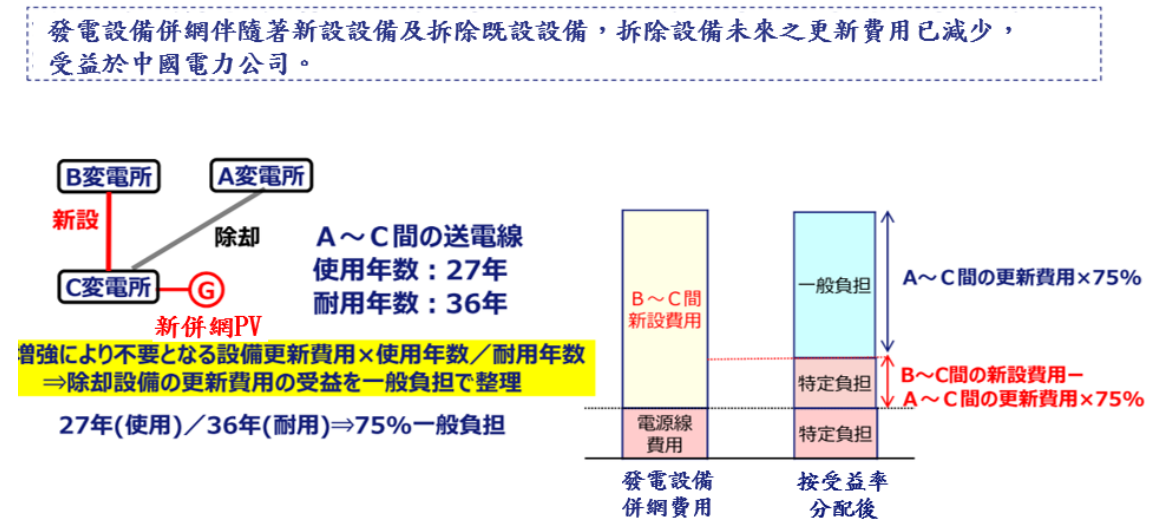 發電設備併網伴隨著新設設備及拆除既設設備，拆除設備未來之更新費用已減少，
受益於中國電力公司。
B変電所
A変電所
新設
除却
C変電所
G
新併網PV
A～C間の送電線
使用年数：27年
耐用年数：36年
増強により不要となる設備更新費用×使用年数／耐用年数
⇒除却設備の更新費用の受益を一般負担で整理
27年(使用)／36年(耐用)⇒75%一般負担
B～C間
新設費用
電源線
費用
發電設備
併網費用
一般負担
特定負担
特定負担
按受益率
分配後
A～C間の更新費用×75%
B～C間の新設費用－
A～C間の更新費用×75%